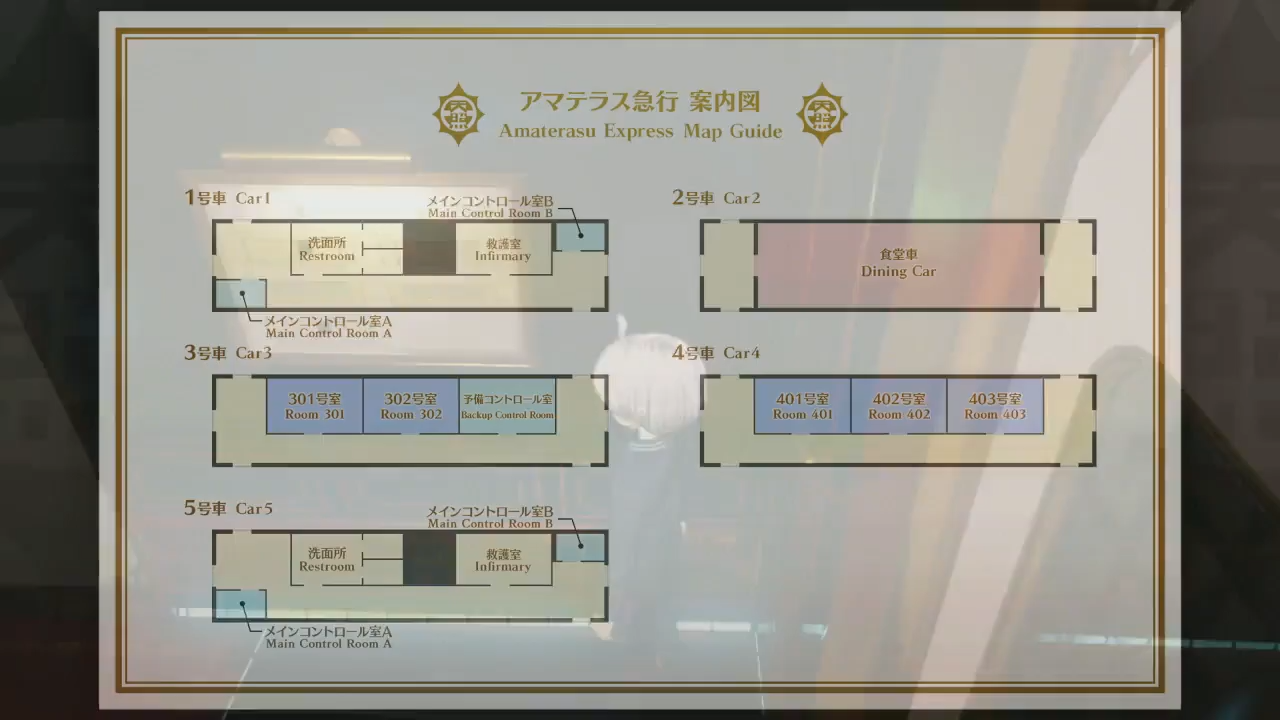 アマテラス急行 案内図
Amaterasu Express Map Guide
天照
天照
1号車 Car1
メインコントロール室B
Main Control Room B
洗面所
Restroom
救護室
Infirmary
メインコントロール室A
Main Control Room A
2号車 Car2
食堂車
Dining Car
3号車 Car3
301号室
Room 301
302号室
Room 302
予備コントロール室
Backup Control Room
4号車 Car4
401号室
Room 401
402号室
Room 402
403号室
Room 403
5号車 Car5
メインコントロール室B
Main Control Room B
洗面所
Restroom
救護室
Infirmary
メインコントロール室A
Main Control Room A